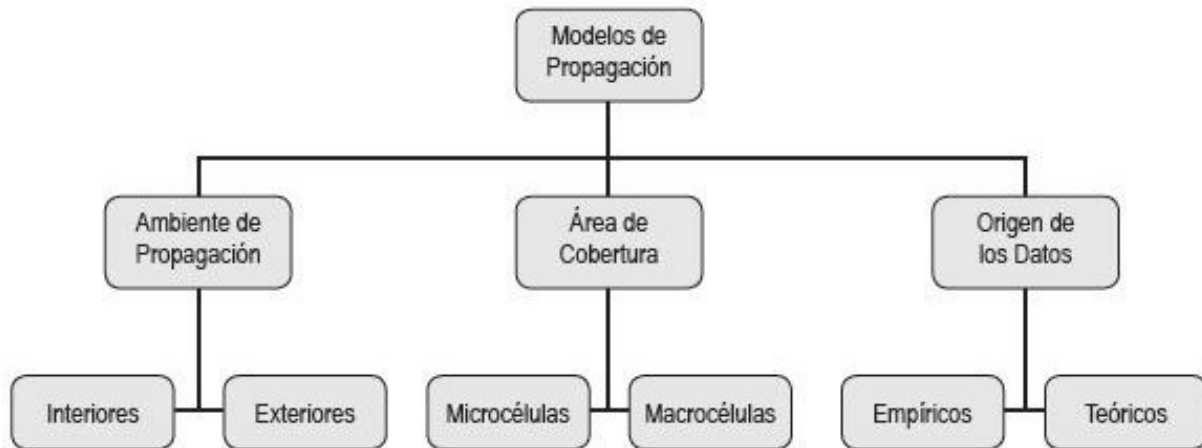 Modelos de
Propagación
Ambiente de
Propagación
Área de
Cobertura
Origen de
los Datos
Interiores
Exteriores
Microcélulas
Macrocélulas
Empíricos
Teóricos